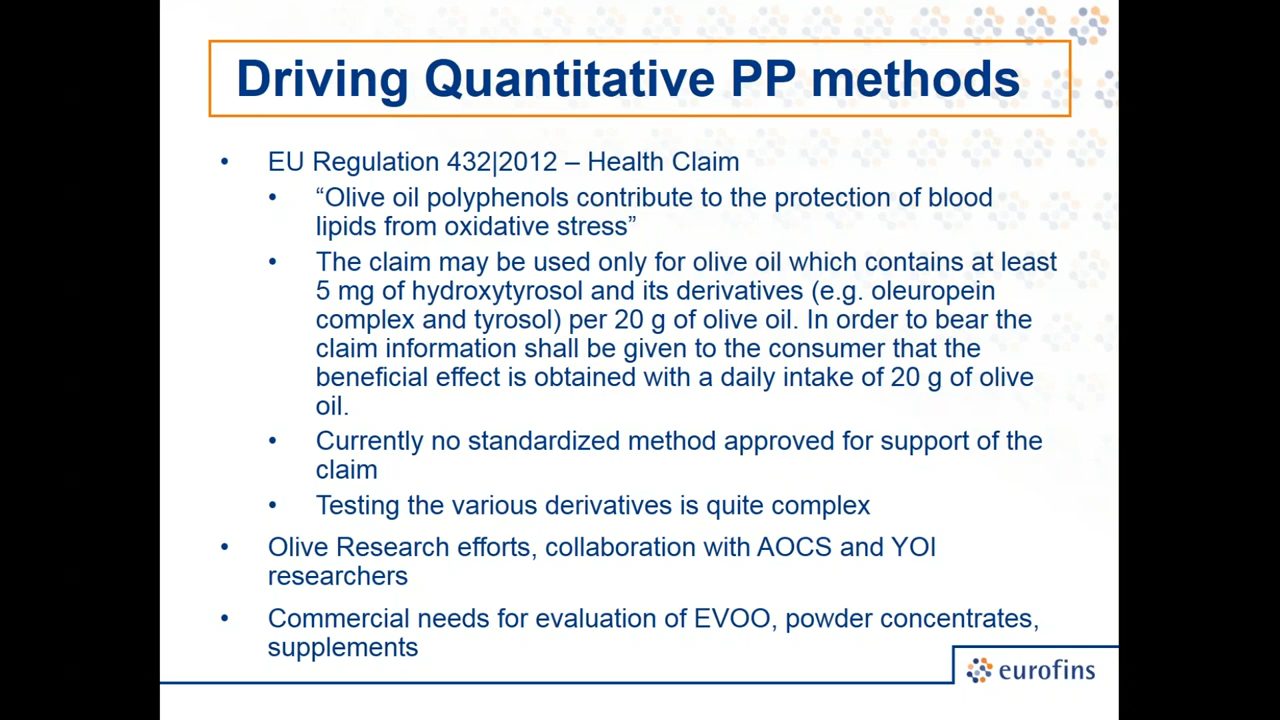 Driving Quantitative PP methods
• EU Regulation 432|2012 – Health Claim
• “Olive oil polyphenols contribute to the protection of blood
lipids from oxidative stress”
• The claim may be used only for olive oil which contains at least
5 mg of hydroxytyrosol and its derivatives (e.g. oleuropein
complex and tyrosol) per 20 g of olive oil. In order to bear the
claim information shall be given to the consumer that the
beneficial effect is obtained with a daily intake of 20 g of olive
oil.
• Currently no standardized method approved for support of the
claim
• Testing the various derivatives is quite complex
• Olive Research efforts, collaboration with AOCS and YOI
researchers
• Commercial needs for evaluation of EVOO, powder concentrates,
supplements
eurofins